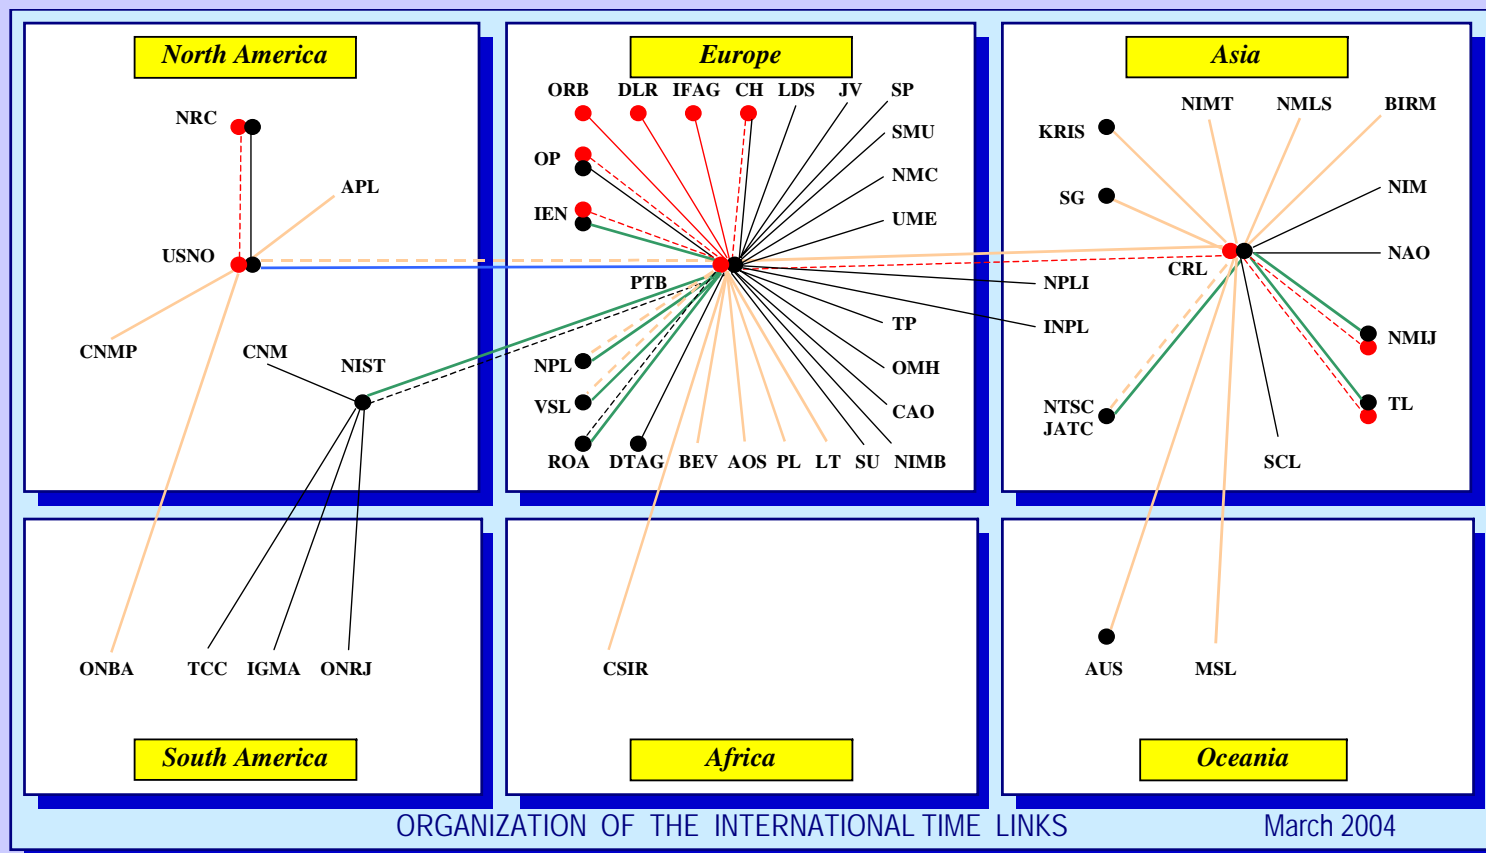 North America
Europe
Asia
ORB DLR IFAG CH LDS JV SP
NRC
OP
IEN
APL
USNO
PTB
SMU
NMC
UME
NPLI
INPL
TP
OMH
CAO
CNMP
CNM
NIST
NPL
VSL
ROA DTAG BEV AOS PL LT SU NIMB
NIMT NMLS BIRM
KRIS
SG
NIM
NAO
CRL
NMIJ
NTSC
JATC
TL
SCL
ONBA TCC IGMA ONRJ
CSIR
AUS MSL
South America
Africa
Oceania
ORGANIZATION OF THE INTERNATIONAL TIME LINKS March 2004